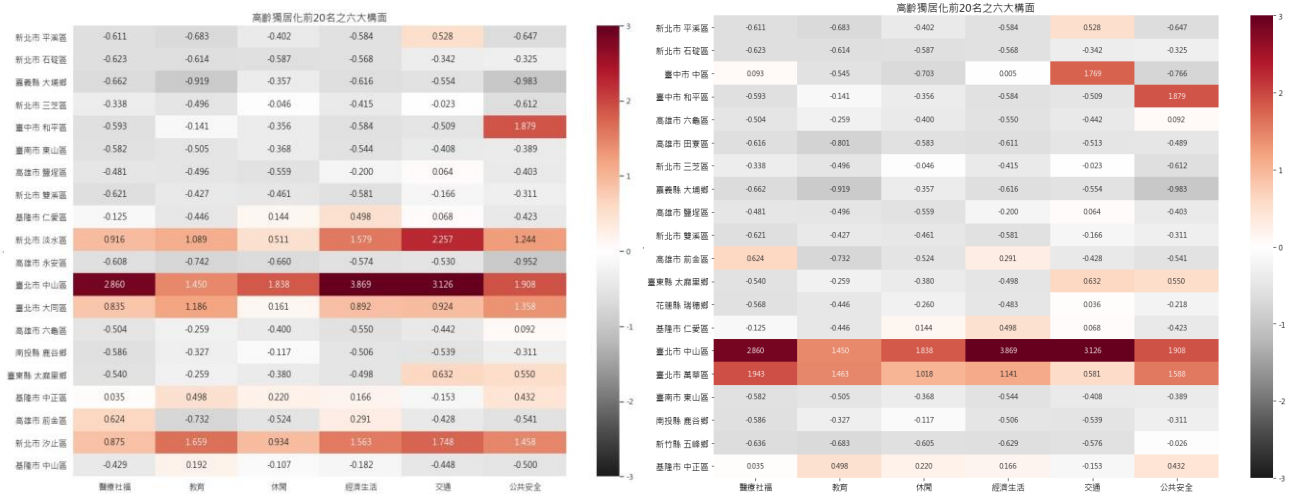 高齡獨居化前20名之六大構面
新北市 平溪區 -0.611 -0.683 -0.402 -0.584 0.528 -0.647
新北市 石碇區 -0.623 -0.614 -0.587 -0.568 -0.342 -0.325
嘉義縣 大埔鄉 -0.662 -0.919 -0.357 -0.616 -0.554 -0.983
新北市 三芝區 -0.338 -0.496 -0.046 -0.415 -0.023 -0.612
臺中市 和平區 -0.593 -0.141 -0.356 -0.584 -0.509 1.879
臺南市 東山區 -0.582 -0.505 -0.368 -0.544 -0.408 -0.389
高雄市 鹽埕區 -0.481 -0.496 -0.559 -0.200 0.064 -0.403
新北市 雙溪區 -0.621 -0.427 -0.461 -0.581 -0.166 -0.311
基隆市 仁愛區 -0.125 -0.446 0.144 0.498 0.068 -0.423
新北市 淡水區 0.916 1.089 0.511 1.579 2.257 1.244
高雄市 永安區 -0.608 -0.742 -0.660 -0.574 -0.530 -0.952
臺北市 中山區 2.860 1.450 1.838 3.869 3.126 1.908
臺北市 大同區 0.835 1.186 0.161 0.892 0.924 1.358
高雄市 六龜區 -0.504 -0.259 -0.400 -0.550 -0.442 0.092
南投縣 鹿谷鄉 -0.586 -0.327 -0.117 -0.506 -0.539 -0.311
臺東縣 太麻里鄉 -0.540 -0.259 -0.380 -0.498 0.632 0.550
基隆市 中正區 0.035 0.498 0.220 0.166 -0.153 0.432
高雄市 前金區 0.624 -0.732 -0.524 0.291 -0.428 -0.541
新北市 汐止區 0.875 1.659 0.934 1.563 1.748 1.458
基隆市 中山區 -0.429 0.192 -0.107 -0.182 -0.448 -0.500
醫療社福 教育 休閒 經濟生活 交通 公共安全
3
2
1
0
-1
-2
-3
高齡獨居化前20名之六大構面
新北市 平溪區 -0.611 -0.683 -0.402 -0.584 0.528 -0.647
新北市 石碇區 -0.623 -0.614 -0.587 -0.568 -0.342 -0.325
臺中市 中區 0.093 -0.545 -0.703 0.005 1.769 -0.766
臺中市 和平區 -0.593 -0.141 -0.356 -0.584 -0.509 1.879
高雄市 六龜區 -0.504 -0.259 -0.400 -0.550 -0.442 0.092
高雄市 田寮區 -0.616 -0.801 -0.583 -0.611 -0.513 -0.489
新北市 三芝區 -0.338 -0.496 -0.046 -0.415 -0.023 -0.612
嘉義縣 大埔鄉 -0.662 -0.919 -0.357 -0.616 -0.554 -0.983
高雄市 鹽埕區 -0.481 -0.496 -0.559 -0.200 0.064 -0.403
新北市 雙溪區 -0.621 -0.427 -0.461 -0.581 -0.166 -0.311
高雄市 前金區 0.624 -0.732 -0.524 0.291 -0.428 -0.541
臺東縣 太麻里鄉 -0.540 -0.259 -0.380 -0.498 0.632 0.550
花蓮縣 瑞穗鄉 -0.568 -0.446 -0.260 -0.483 0.036 -0.218
基隆市 仁愛區 -0.125 -0.446 0.144 0.498 0.068 -0.423
臺北市 中山區 2.860 1.450 1.838 3.869 3.126 1.908
臺北市 萬華區 1.943 1.463 1.018 1.141 0.581 1.588
臺南市 東山區 -0.582 -0.505 -0.368 -0.544 -0.408 -0.389
南投縣 鹿谷鄉 -0.586 -0.327 -0.117 -0.506 -0.539 -0.311
新竹縣 五峰鄉 -0.636 -0.683 -0.605 -0.629 -0.576 -0.026
基隆市 中正區 0.035 0.498 0.220 0.166 -0.153 0.432
醫療社福 教育 休閒 經濟生活 交通 公共安全
3
2
1
0
-1
-2
-3